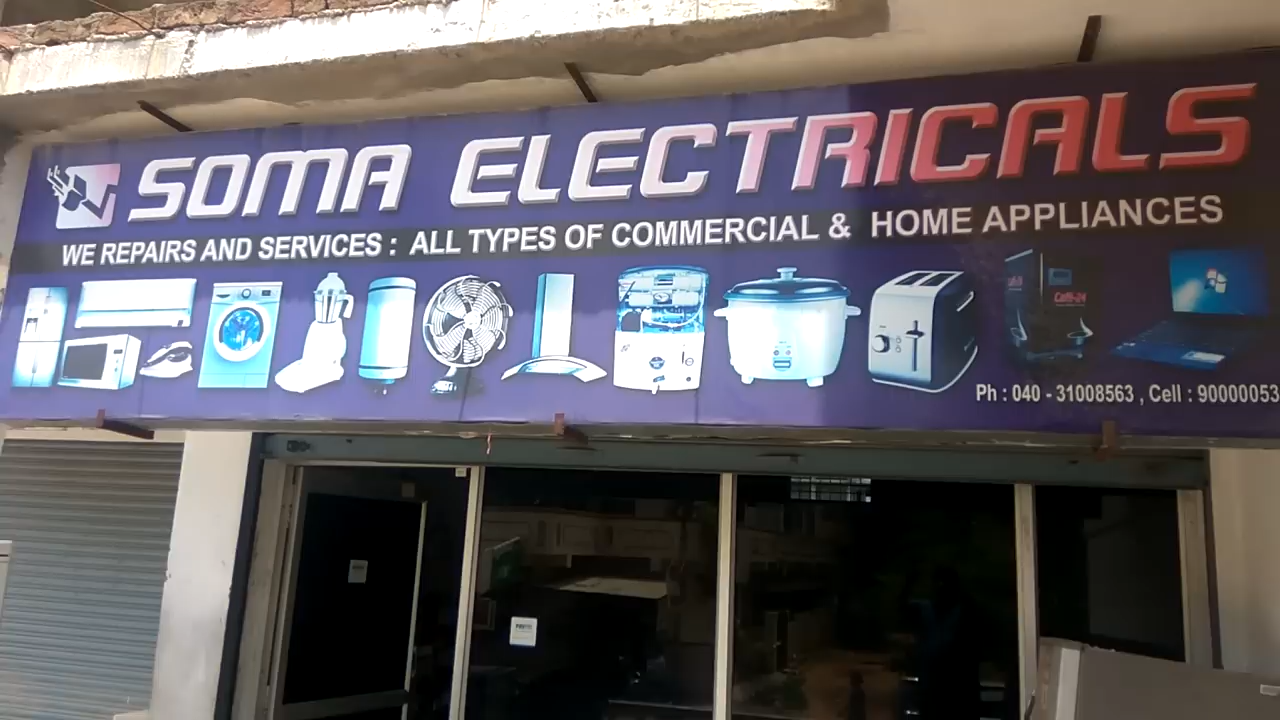 SOMA ELECTRICALS
WE REPAIRS AND SERVICES : ALL TYPES OF COMMERCIAL & HOME APPLIANCES
Ph : 040 - 31008563 , Cell : 90000053